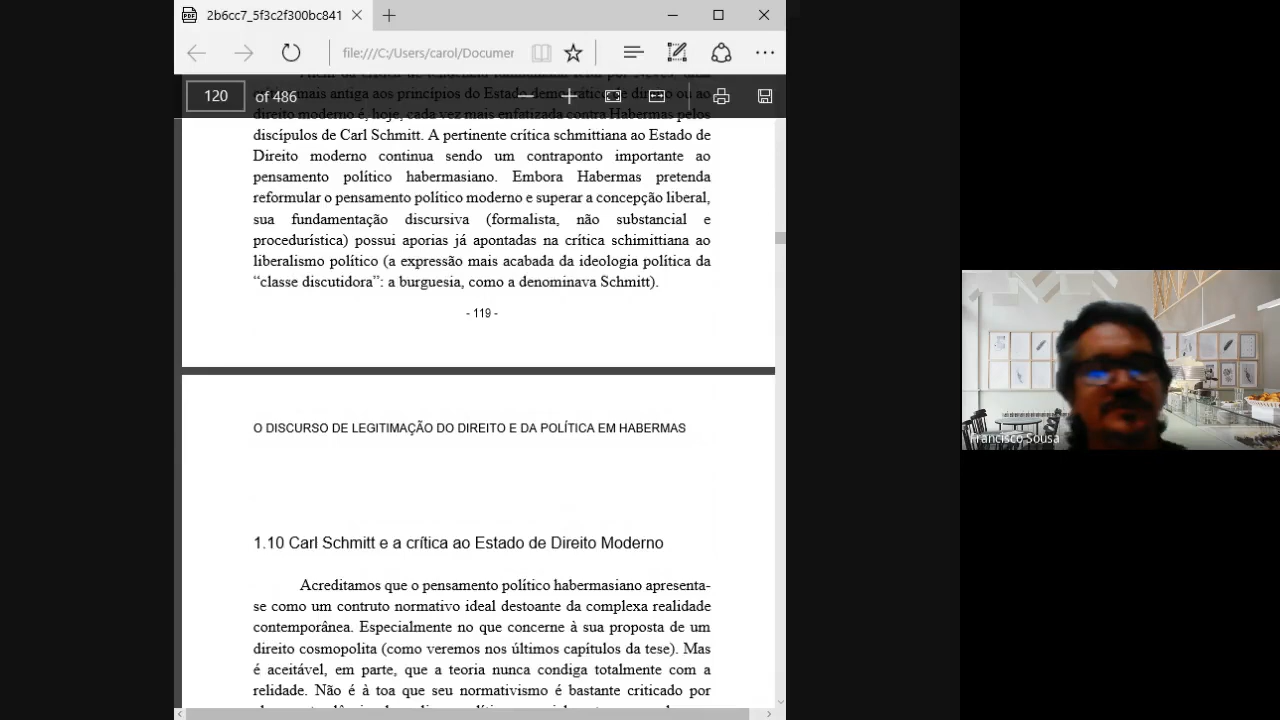 2b6cc7_5f3c2f300bc841
file:///C:/Users/carol/Documer
120 of 486
mais antiga aos princípios do Estado democrático de direito ou ao
direito moderno é, hoje, cada vez mais enfatizada contra Habermas pelos
discípulos de Carl Schmitt. A pertinente crítica schmittiana ao Estado de
Direito moderno continua sendo um contraponto importante ao
pensamento político habermasiano. Embora Habermas pretenda
reformular o pensamento político moderno e superar a concepção liberal,
sua fundamentação discursiva (formalista, não substancial e
procedurística) possui aporias já apontadas na crítica schimittiana ao
liberalismo político (a expressão mais acabada da ideologia política da
“classe discutidora”: a burguesia, como a denominava Schmitt).
- 119 -
O DISCURSO DE LEGITIMAÇÃO DO DIREITO E DA POLÍTICA EM HABERMAS
1.10 Carl Schmitt e a crítica ao Estado de Direito Moderno
Acreditamos que o pensamento político habermasiano apresenta-
se como um contruto normativo ideal destoante da complexa realidade
contemporânea. Especialmente no que concerne à sua proposta de um
direito cosmopolita (como veremos nos últimos capítulos da tese). Mas
é aceitável, em parte, que a teoria nunca condiga totalmente com a
relidade. Não é à toa que seu normativismo é bastante criticado por
Francisco Sousa